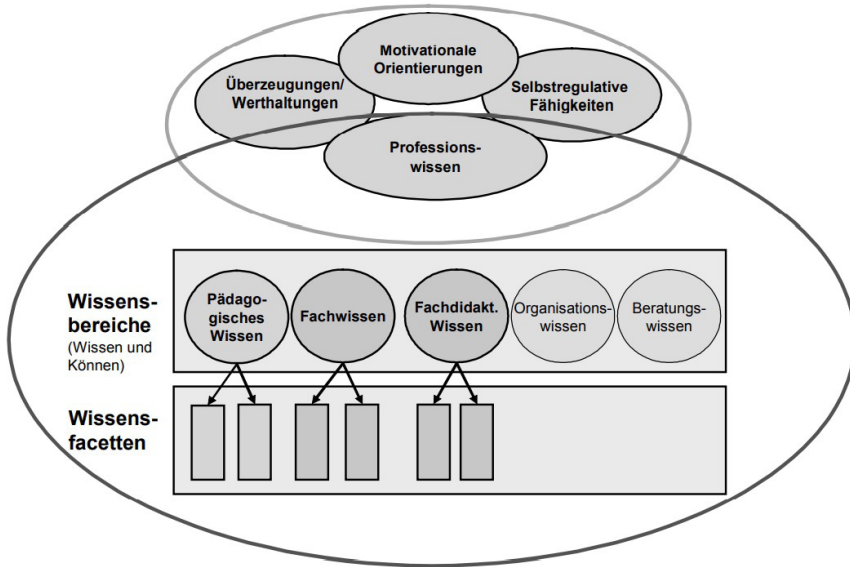 Motivationale
Orientierungen
Überzeugungen/
Werthaltungen
Selbstregulative
Fähigkeiten
Professions-
wissen
Wissens-
bereiche
(Wissen und
Können)
Pädago-
gisches
Wissen
Fachwissen
Fachdidakt.
Wissen
Organisations-
wissen
Beratungs-
wissen
Wissens-
facetten